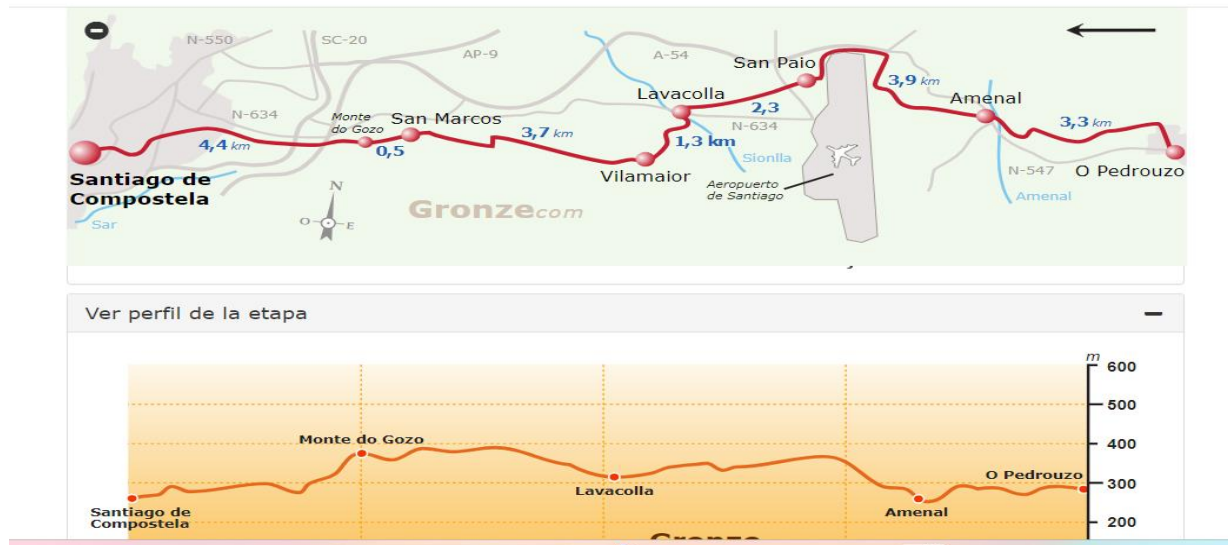 N-550
SC-20
AP-9
A-54
San Paio
3,9 km
Lavacolla
Amenal
2,3
N-634
Monte
do Gozo
San Marcos
3,7 km
3,3 km
N-634
4,4 km
0,5
1,3 km
Sionlla
Vilamaior
Santiago de
Compostela
Aeropuerto
de Santiago
N-547
O Pedrouzo
N
O
E
Gronze.com
Amenal
Sar
Ver perfil de la etapa
m
600
500
400
Monte do Gozo
O Pedrouzo
300
Lavacolla
Santiago de
Compostela
Amenal
200
Gronze